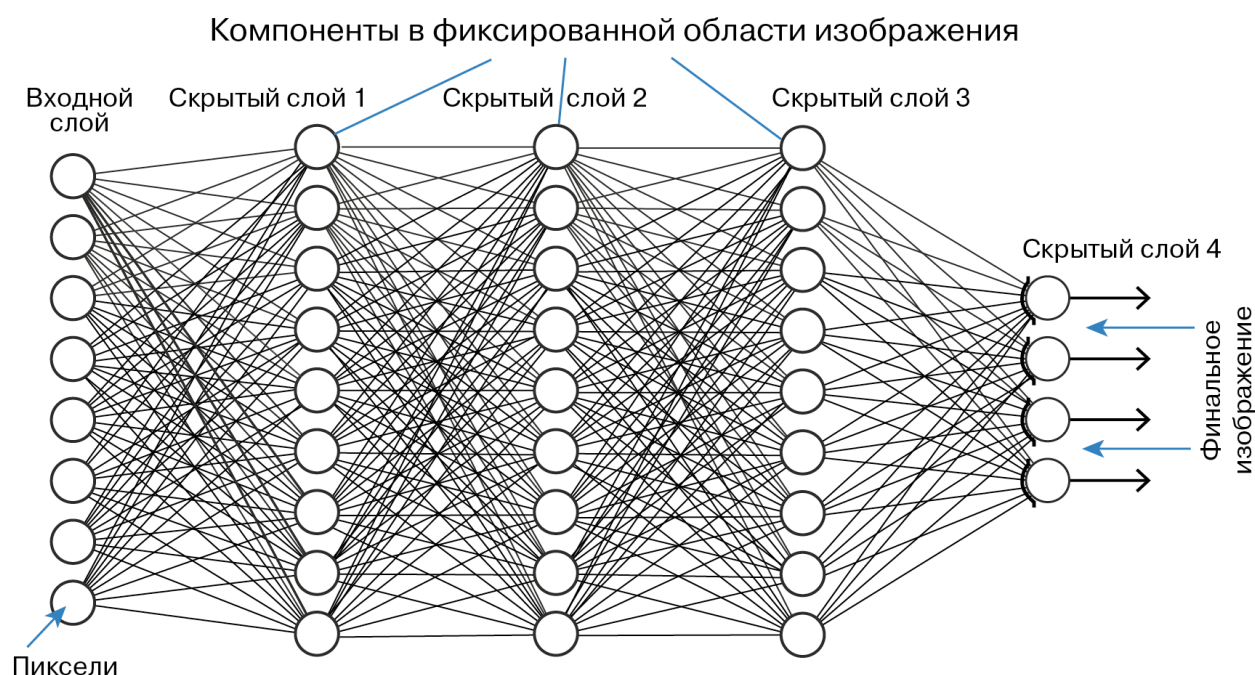 Компоненты в фиксированной области изображения
Входной
слой
Скрытый слой 1
Скрытый слой 2
Скрытый слой 3
Скрытый слой 4
Финальное
изображение
Пиксели